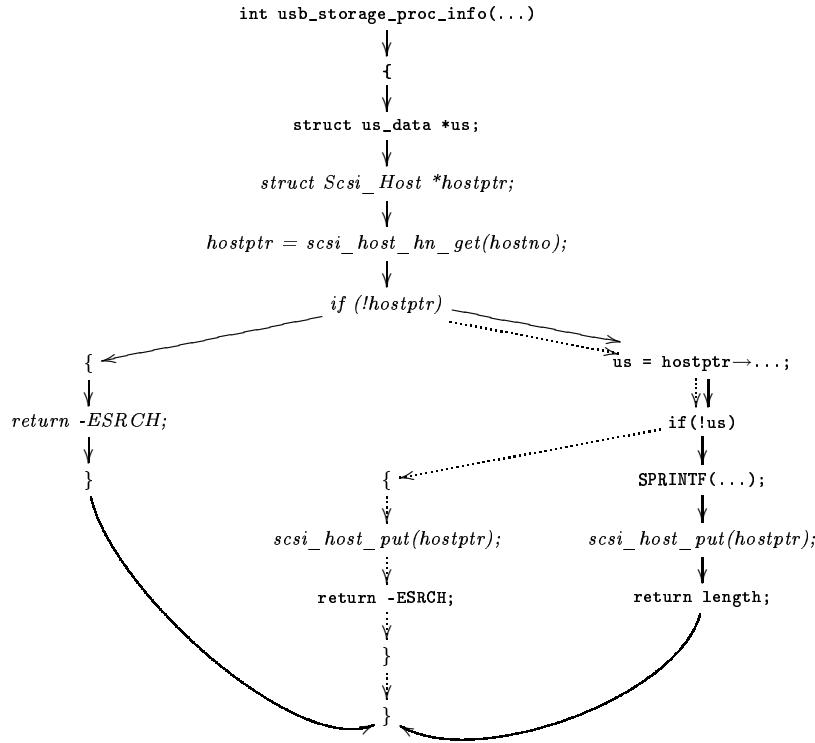 int usb_storage_proc_info(...)
{
struct us_data *us;
struct Scsi_Host *hostptr;
hostptr = scsi_host_hn_get(hostno);
if (!hostptr)
{
us = hostptr→...;
return -ESRCH;
if(!us)
}
{
SPRINTF(...);
scsi_host_put(hostptr);
scsi_host_put(hostptr);
return -ESRCH;
return length;
}
}